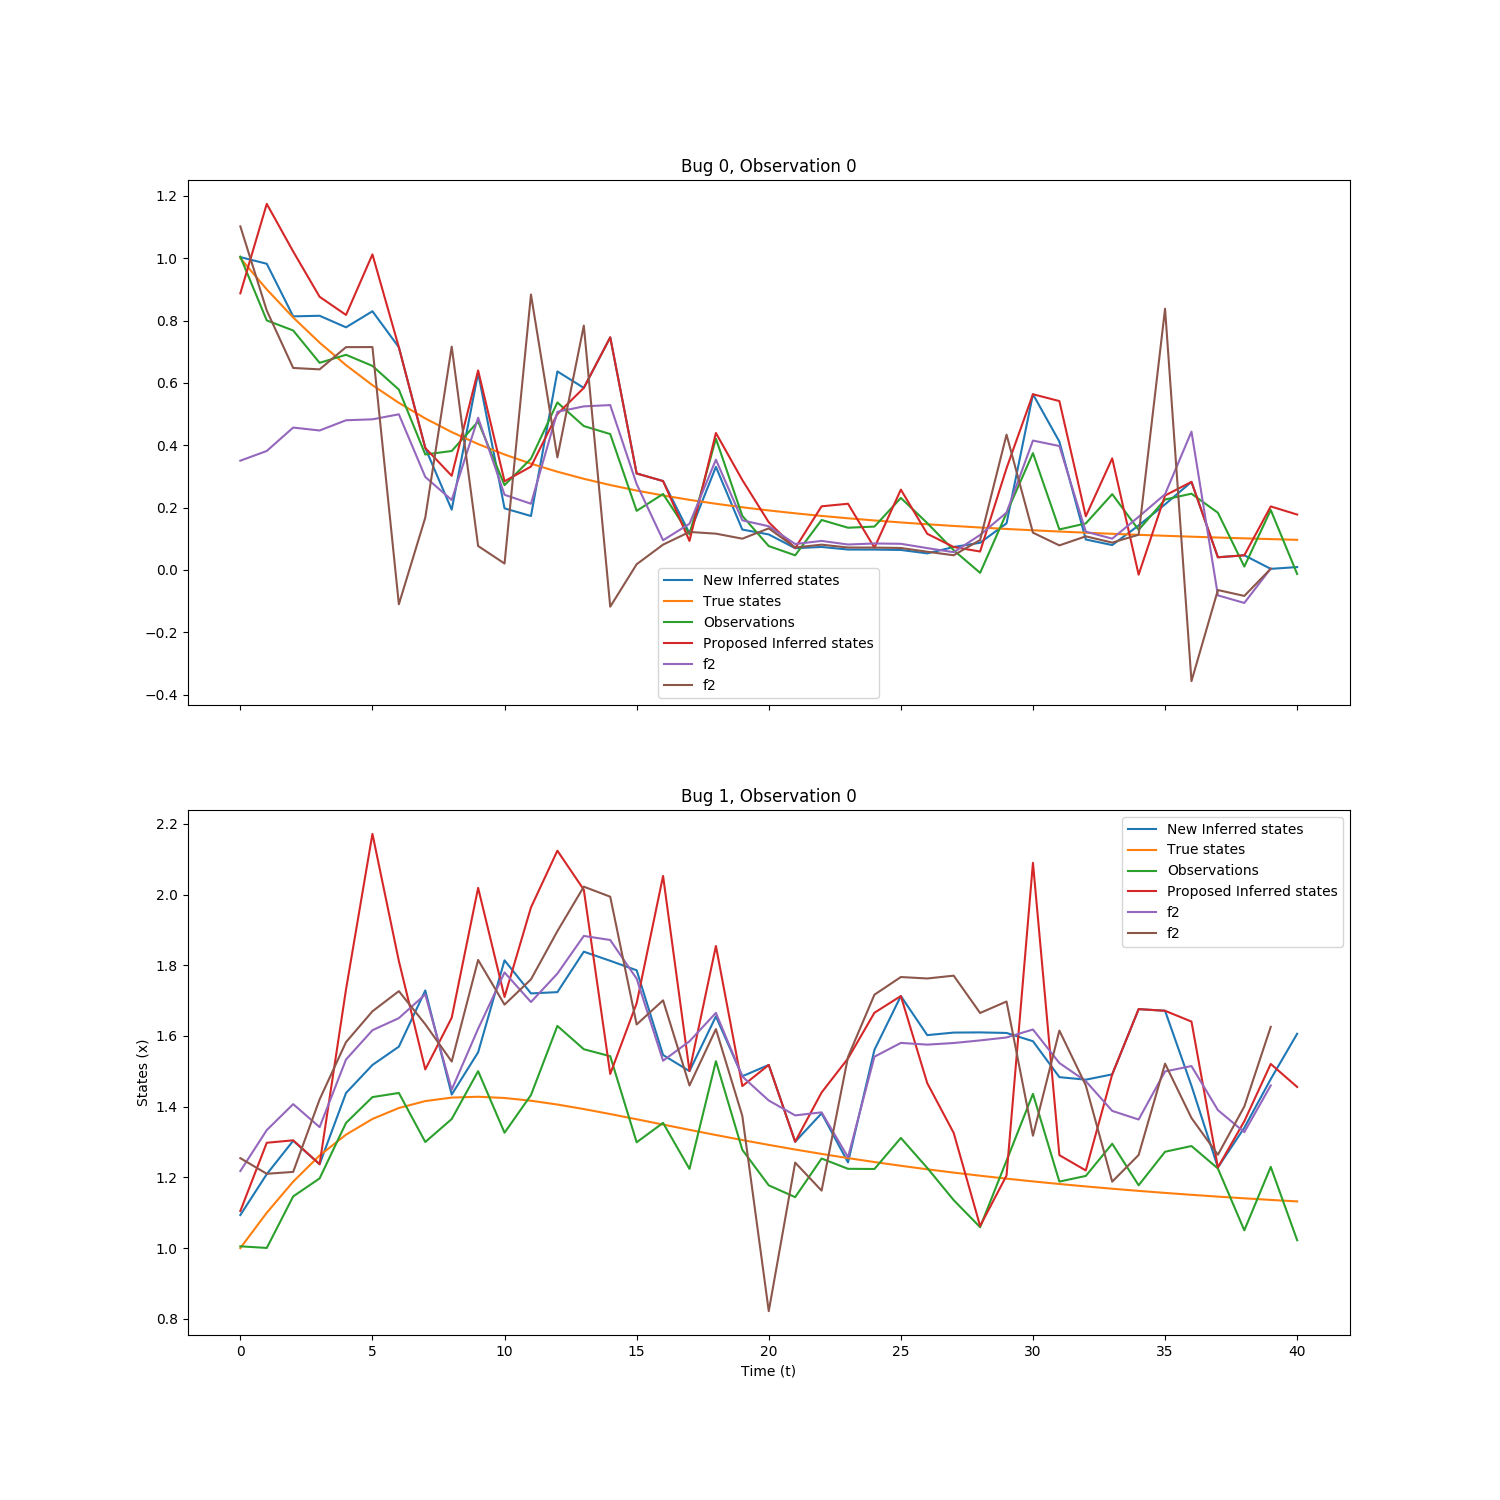 Bug 0, Observation 0
1.2
1.0
0.8
0.6
0.4
0.2
0.0
−0.2
−0.4
New Inferred states
True states
Observations
Proposed Inferred states
f2
f2
Bug 1, Observation 0
2.2
2.0
1.8
1.6
1.4
1.2
1.0
0.8
States (x)
New Inferred states
True states
Observations
Proposed Inferred states
f2
f2
0 5 10 15 20 25 30 35 40
Time (t)